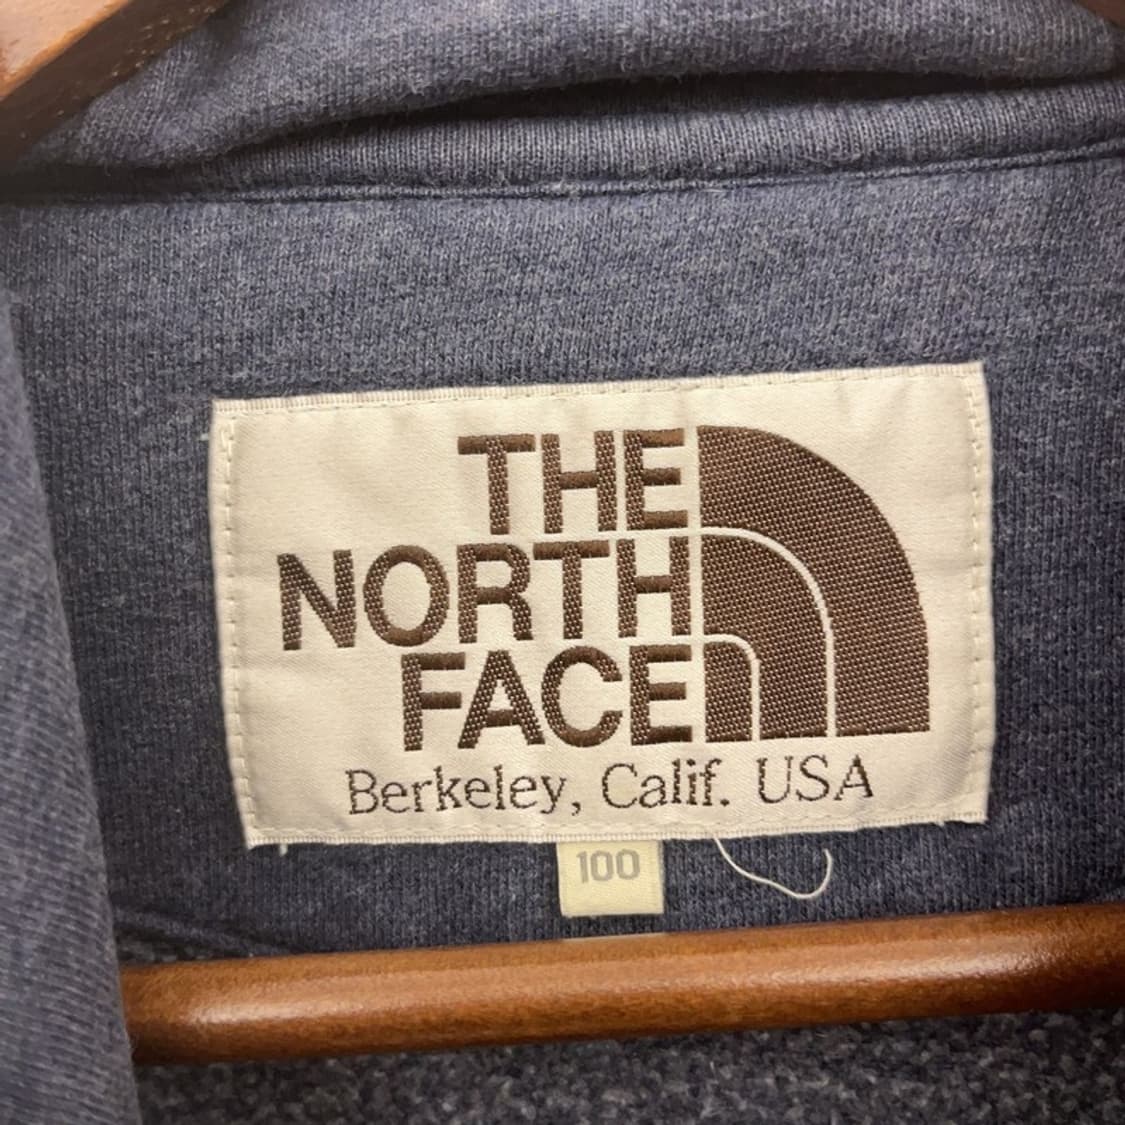 THE
NORTH
FACE
Berkeley, Calif. USA
100